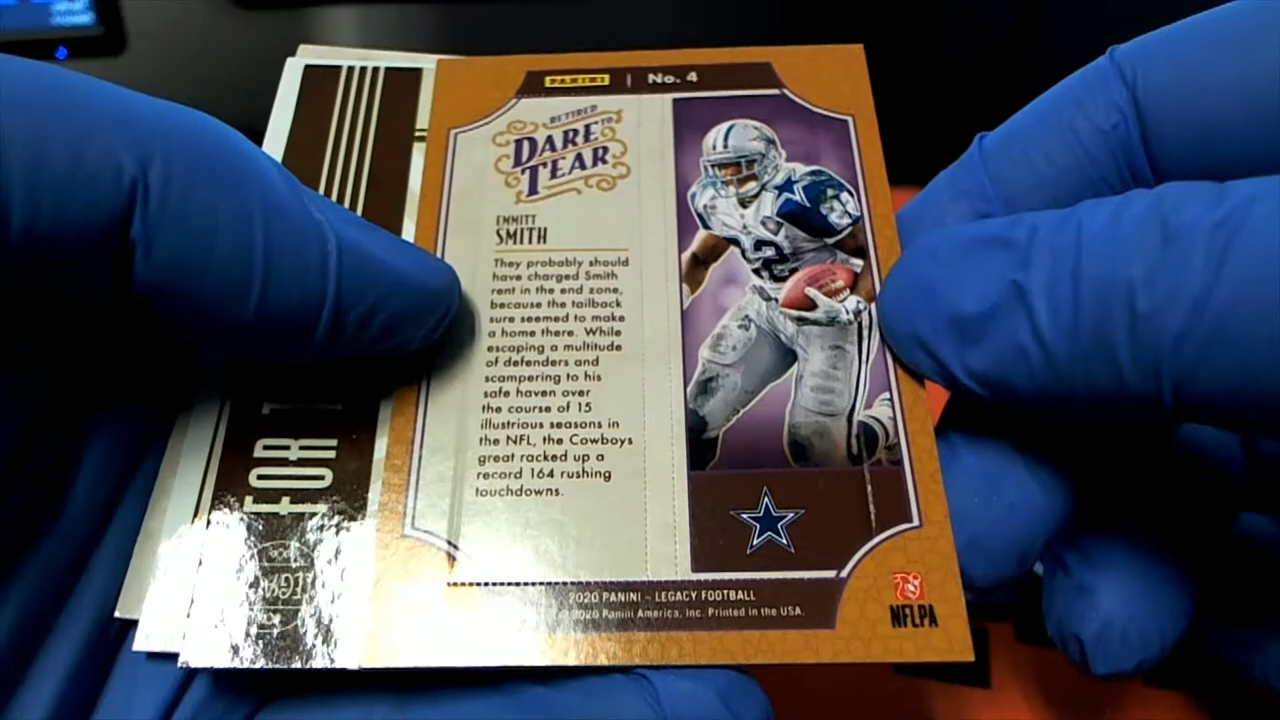 PANINI | No. 4
RETIRED
DARE TO
TEAR
EMMITT
SMITH
They probably should
have charged Smith
rent in the end zone,
because the tailback
sure seemed to make
a home there. While
escaping a multitude
of defenders and
scampering to his
safe haven over
the course of 15
illustrious seasons in
the NFL, the Cowboys
great racked up a
record 164 rushing
touchdowns.
22
2020 PANINI – LEGACY FOOTBALL
© 2020 Panini America, Inc. Printed in the USA.
NFLPA
FOR